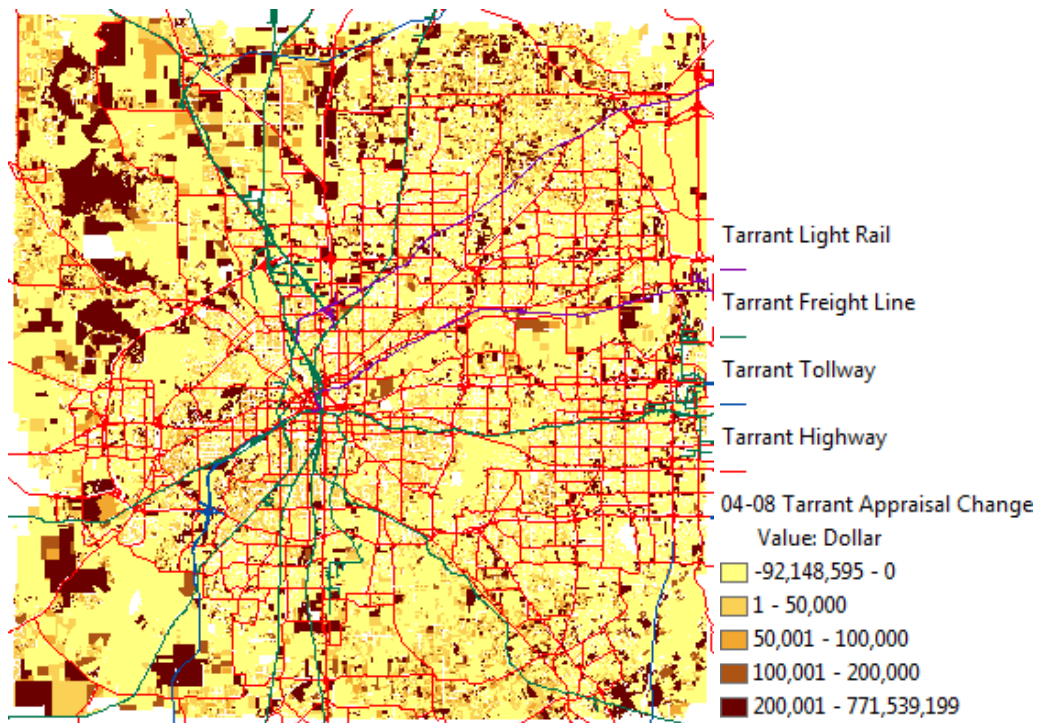 Tarrant Light Rail
Tarrant Freight Line
Tarrant Tollway
Tarrant Highway
04-08 Tarrant Appraisal Change
Value: Dollar
-92,148,595 - 0
1 - 50,000
50,001 - 100,000
100,001 - 200,000
200,001 - 771,539,199